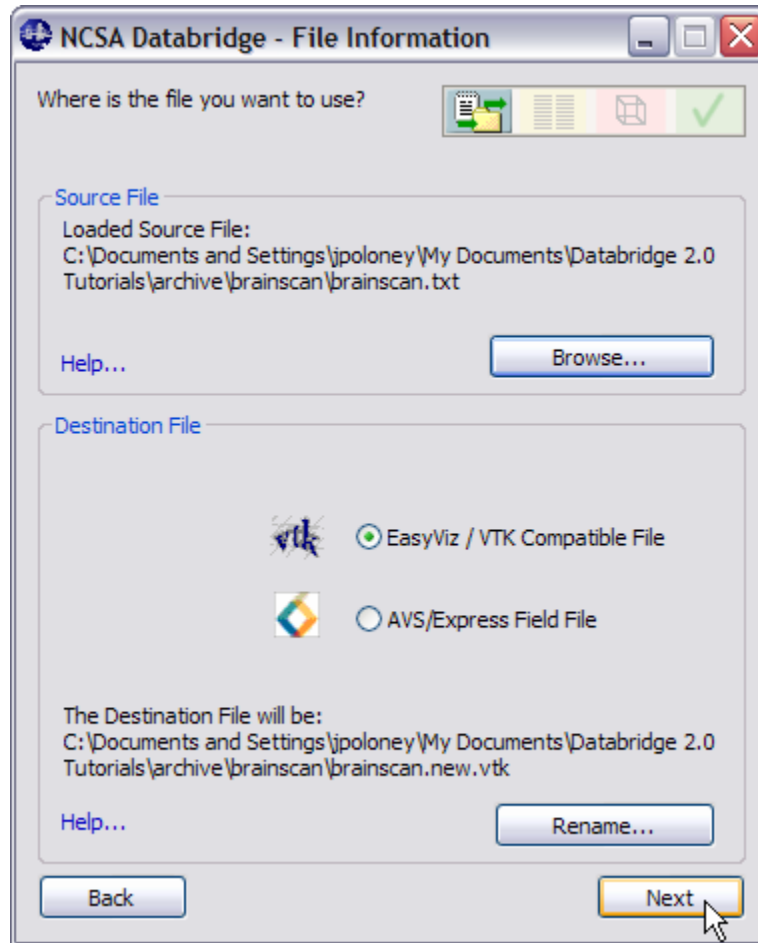 NCSA Databridge - File Information
Where is the file you want to use?
Source File
Loaded Source File:
C:\Documents and Settings\jpoloney\My Documents\Databridge 2.0
Tutorials\archive\brainscan\brainscan.txt
Help...
Browse...
Destination File
vtk
EasyViz / VTK Compatible File
AVS/Express Field File
The Destination File will be:
C:\Documents and Settings\jpoloney\My Documents\Databridge 2.0
Tutorials\archive\brainscan\brainscan.new.vtk
Help...
Rename...
Back
Next